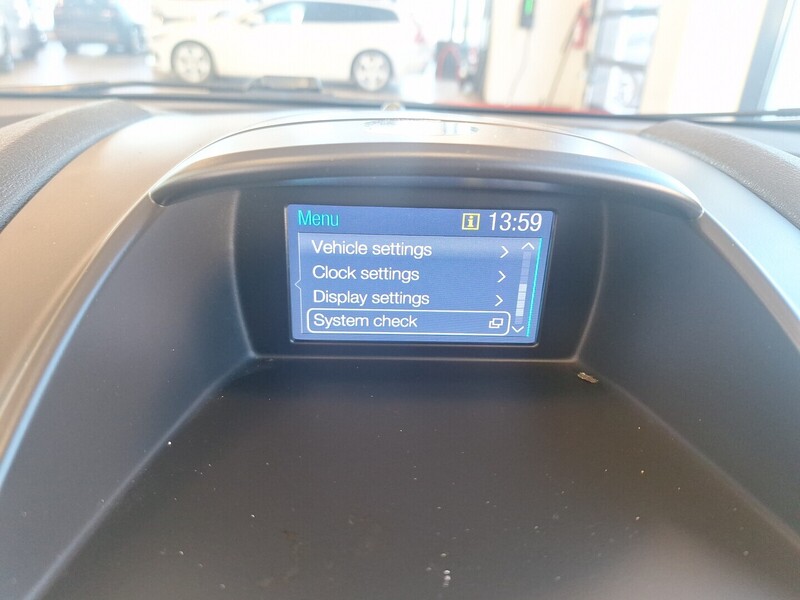 Menu i 13:59
Vehicle settings
Clock settings
Display settings
System check